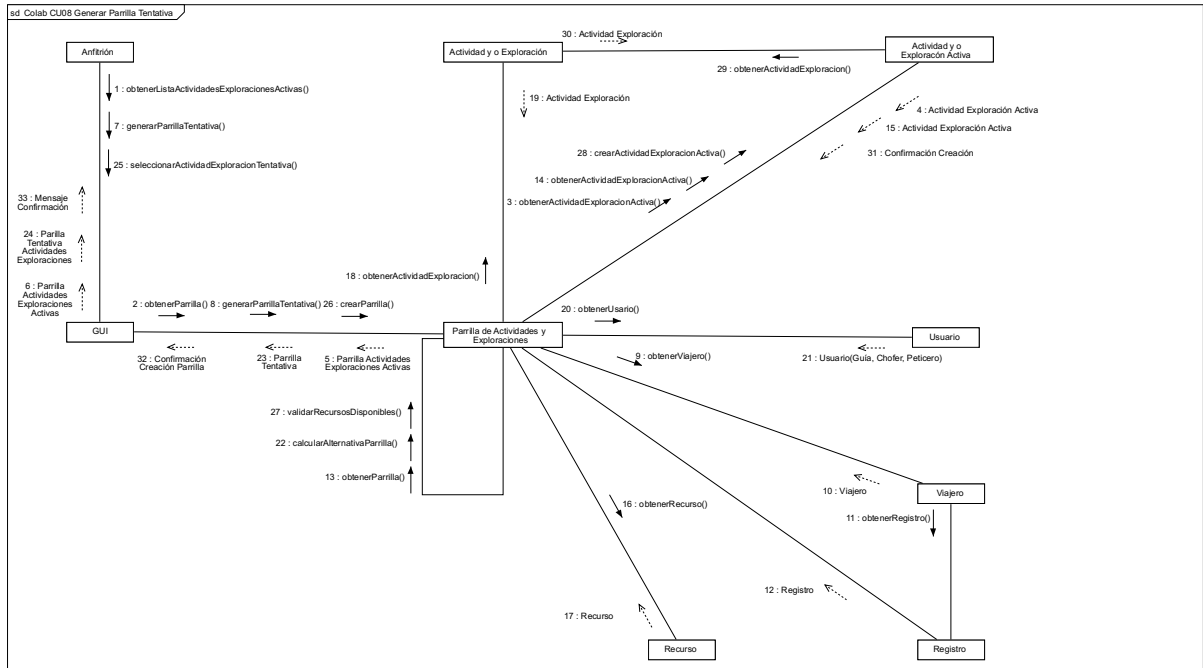 sd Colab CU08 Generar Parrilla Tentativa
30 : Actividad Exploración
Anfitrión
Actividad y o Exploración
Actividad y o
Exploracón Activa
29 : obtenerActividadExploracion()
1 : obtenerListaActividadesExploracionesActivas()
19 : Actividad Exploración
4 : Actividad Exploración Activa
7 : generarParrillaTentativa()
15 : Actividad Exploración Activa
28 : crearActividadExploracionActiva()
31 : Confirmación Creación
25 : seleccionarActividadExploracionTentativa()
14 : obtenerActividadExploracionActiva()
33 : Mensaje
Confirmación
3 : obtenerActividadExploracionActiva()
24 : Parilla
Tentativa
Actividades
Exploraciones
18 : obtenerActividadExploracion()
6 : Parrilla
Actividades
Exploraciones
Activas
2 : obtenerParrilla()
8 : generarParrillaTentativa()
26 : crearParrilla()
20 : obtenerUsario()
GUI
Parrilla de Actividades y
Exploraciones
Usuario
32 : Confirmación
Creación Parrilla
23 : Parrilla
Tentativa
5 : Parrilla Actividades
Exploraciones Activas
9 : obtenerViajero()
21 : Usuario(Guía, Chofer, Peticero)
27 : validarRecursosDisponibles()
22 : calcularAlternativaParrilla()
13 : obtenerParrilla()
10 : Viajero
Viajero
16 : obtenerRecurso()
11 : obtenerRegistro()
12 : Registro
17 : Recurso
Recurso
Registro